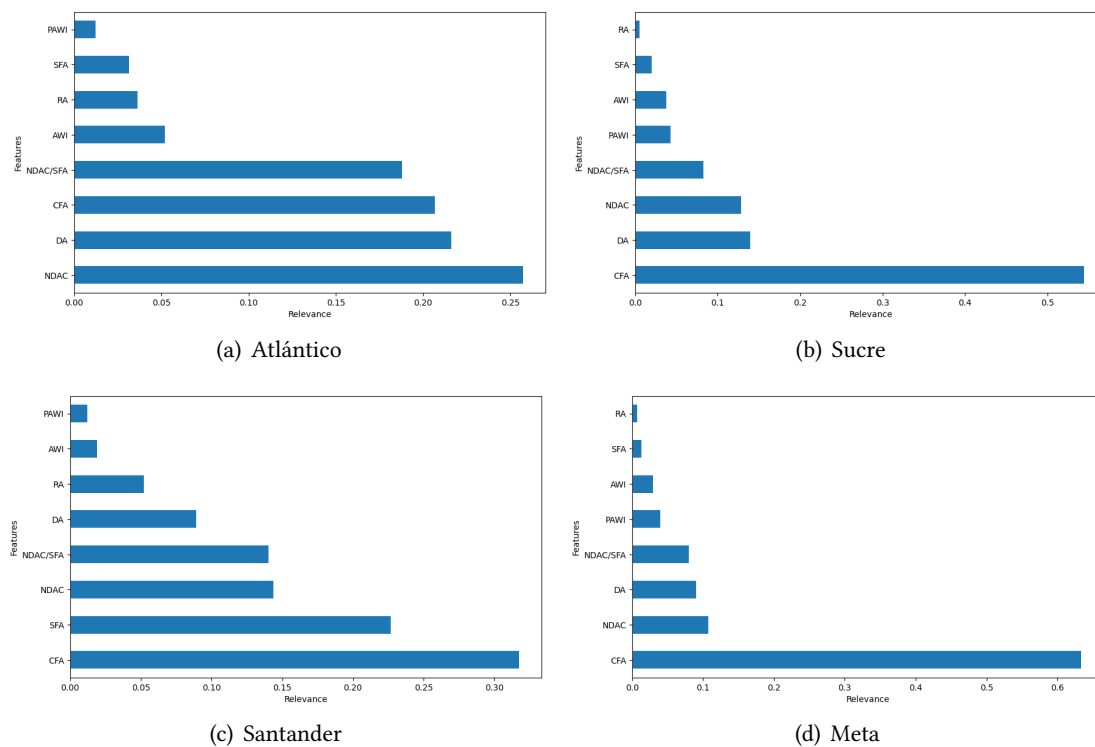 PAWI
SFA
RA
AWI
NDAC/SFA
CFA
DA
NDAC
Features
0.00 0.05 0.10 0.15 0.20 0.25
Relevance
(a) Atlántico
RA
SFA
AWI
PAWI
NDAC/SFA
NDAC
DA
CFA
Features
0.0 0.1 0.2 0.3 0.4 0.5
Relevance
(b) Sucre
PAWI
AWI
RA
DA
NDAC/SFA
NDAC
SFA
CFA
Features
0.00 0.05 0.10 0.15 0.20 0.25 0.30
Relevance
(c) Santander
RA
SFA
AWI
PAWI
NDAC/SFA
DA
NDAC
CFA
Features
0.0 0.1 0.2 0.3 0.4 0.5 0.6
Relevance
(d) Meta